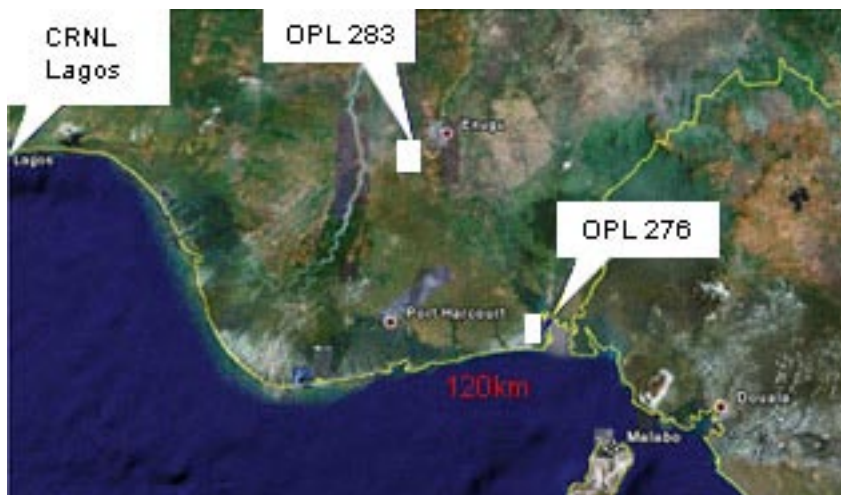 CRNL
Lagos
OPL 283
Enugu
Lagos
OPL 276
Port Harcourt
120km
Douala
Malabo